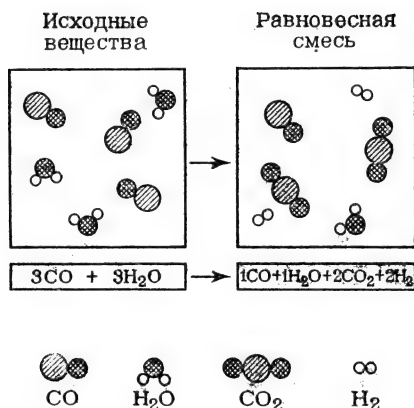 Исходные
вещества
Равновесная
смесь
3CO + 3H₂O
1CO+1H₂O+2CO₂+2H₂
CO H₂O CO₂ H₂